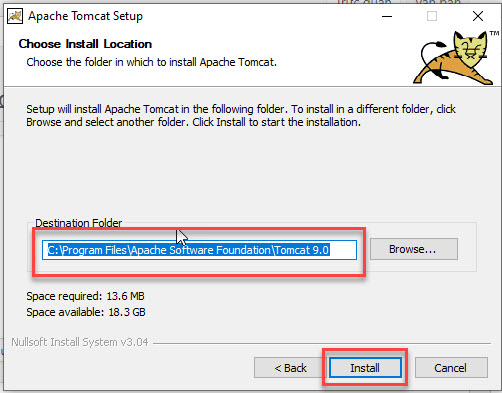 Apache Tomcat Setup
Choose Install Location
Choose the folder in which to install Apache Tomcat.
TM
Setup will install Apache Tomcat in the following folder. To install in a different folder, click
Browse and select another folder. Click Install to start the installation.
Destination Folder
C:\Program Files\Apache Software Foundation\Tomcat 9.0
Browse...
Space required: 13.6 MB
Space available: 18.3 GB
Nullsoft Install System v3.04
< Back
Install
Cancel